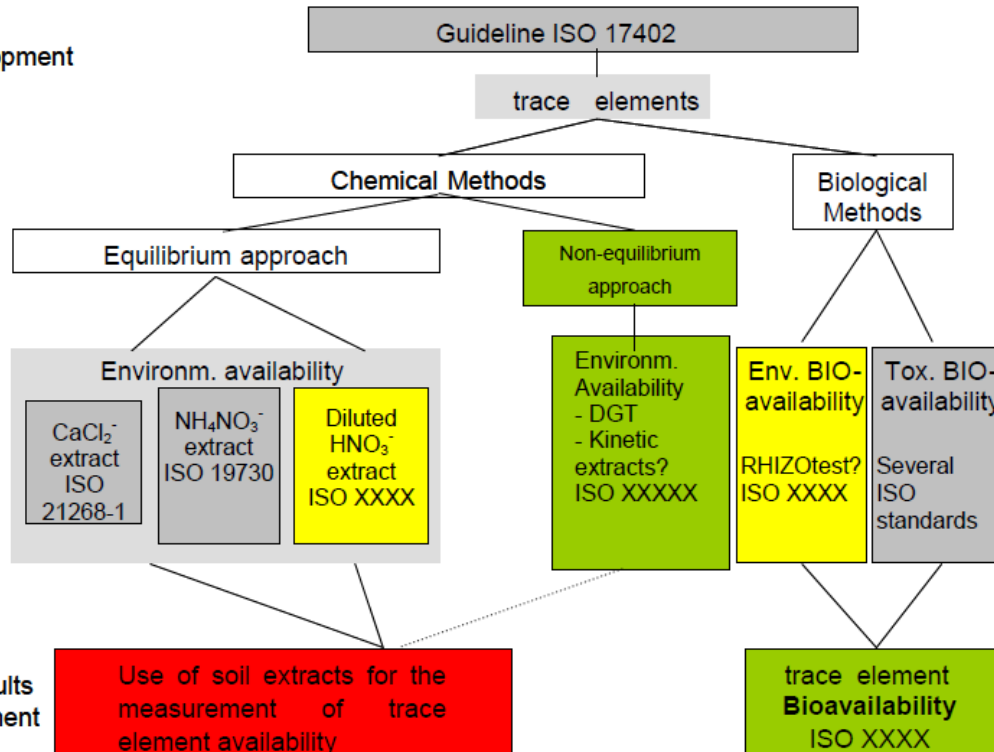 Guideline ISO 17402
trace elements
Chemical Methods
Biological
Methods
Equilibrium approach
Non-equilibrium
approach
Environm. availability
CaCl₂⁻
extract
ISO
21268-1
NH₄NO₃⁻
extract
ISO 19730
Diluted
HNO₃⁻
extract
ISO XXXX
Environm.
Availability
- DGT
- Kinetic
extracts?
ISO XXXXX
Env. BIO-
availability
RHIZOtest?
ISO XXXX
Tox. BIO-
availability
Several
ISO
standards
Use of soil extracts for the
measurement of trace
element availability
trace element
Bioavailability
ISO XXXX